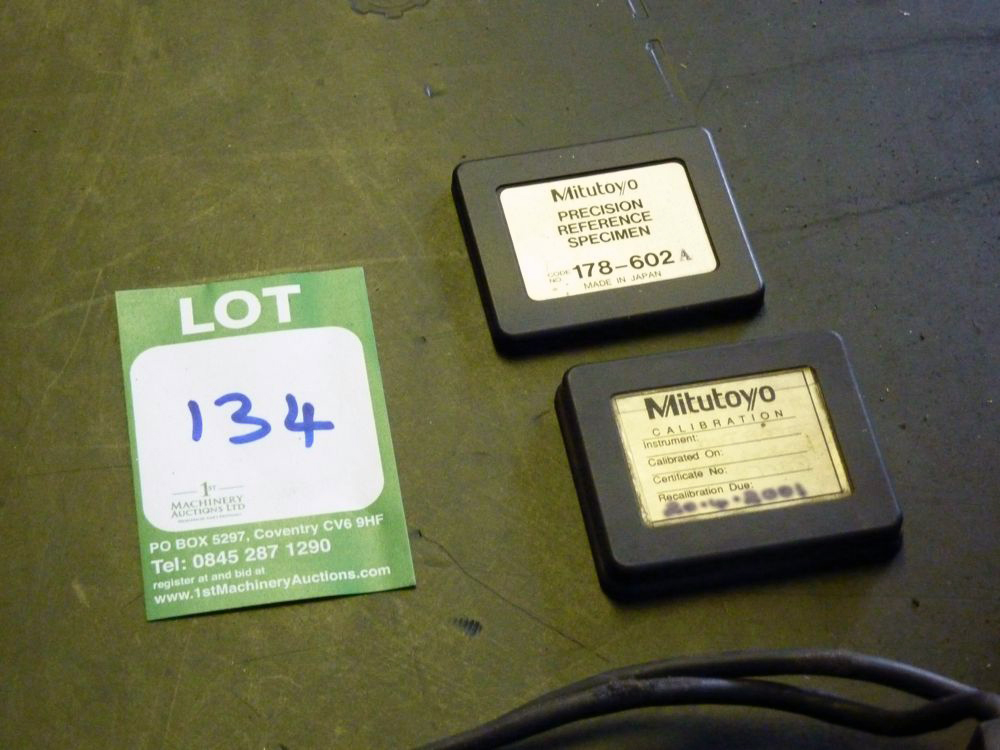 LOT
134
1ST
MACHINERY
AUCTIONS LTD
PO BOX 5297, Coventry CV6 9HF
Tel: 0845 287 1290
register at and bid at
www.1stMachineryAuctions.com
Mitutoyo
PRECISION
REFERENCE
SPECIMEN
CODE NO. 178-602 A
MADE IN JAPAN
Mitutoyo
CALIBRATION
Instrument:
Calibrated On:
Certificate No:
Recalibration Due: